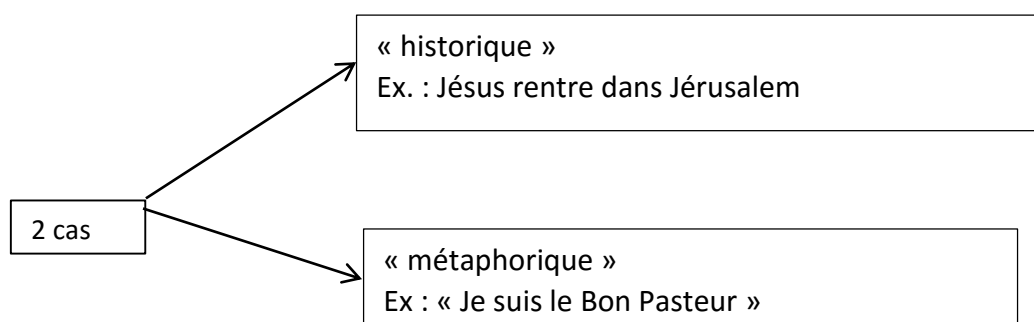 « historique »
Ex. : Jésus rentre dans Jérusalem
2 cas
« métaphorique »
Ex : « Je suis le Bon Pasteur »